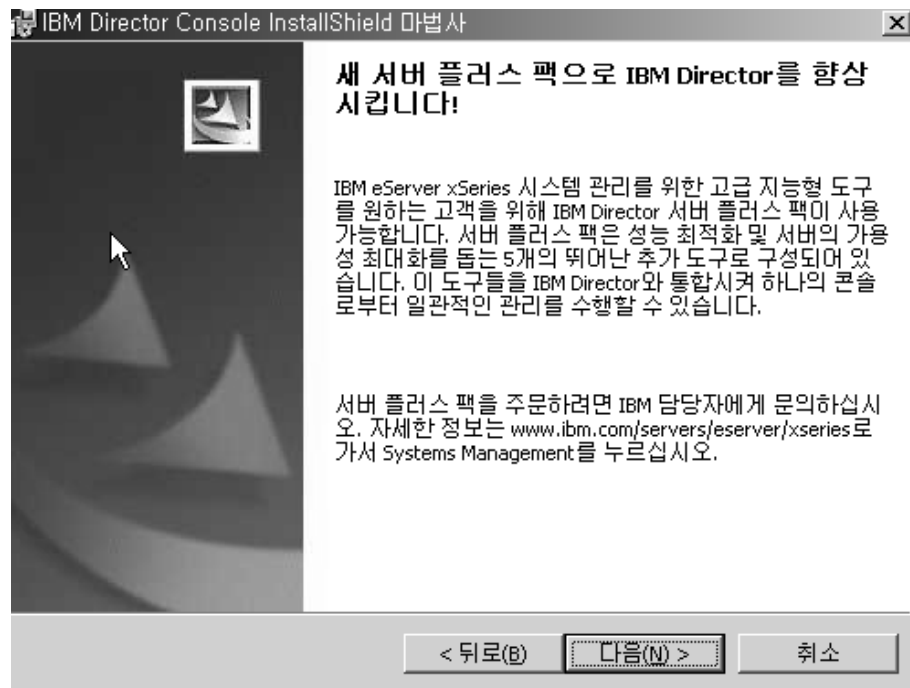 IBM Director Console InstallShield 마법사
새 서버 플러스 팩으로 IBM Director를 향상
시킵니다!
IBM eServer xSeries 시스템 관리를 위한 고급 지능형 도구
를 원하는 고객을 위해 IBM Director 서버 플러스 팩이 사용
가능합니다. 서버 플러스 팩은 성능 최적화 및 서버의 가용
성 최대화를 돕는 5개의 뛰어난 추가 도구로 구성되어 있
습니다. 이 도구들을 IBM Director와 통합시켜 하나의 콘솔
로부터 일관적인 관리를 수행할 수 있습니다.
서버 플러스 팩을 주문하려면 IBM 담당자에게 문의하십시
오. 자세한 정보는 www.ibm.com/servers/eserver/xseries로
가서 Systems Management를 누르십시오.
< 뒤로(B) 다음(N) > 취소